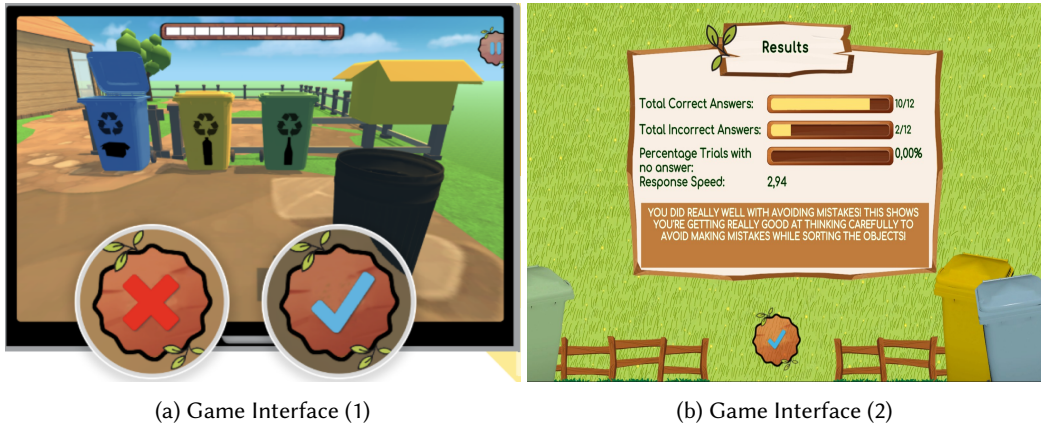 Results
Total Correct Answers: 10/12
Total Incorrect Answers: 2/12
Percentage Trials with 0,00%
no answer:
Response Speed: 2,94
YOU DID REALLY WELL WITH AVOIDING MISTAKES! THIS SHOWS
YOU'RE GETTING REALLY GOOD AT THINKING CAREFULLY TO
AVOID MAKING MISTAKES WHILE SORTING THE OBJECTS!
(a) Game Interface (1)
(b) Game Interface (2)